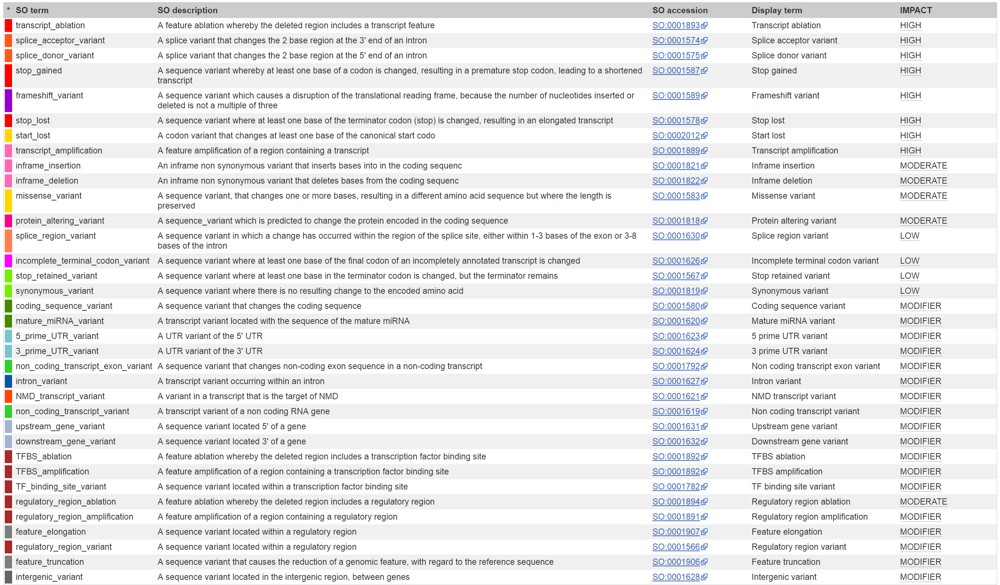 * SO term SO description SO accession Display term IMPACT
transcript_ablation A feature ablation whereby the deleted region includes a transcript feature SO:0001893 Transcript ablation HIGH
splice_acceptor_variant A splice variant that changes the 2 base region at the 3' end of an intron SO:0001574 Splice acceptor variant HIGH
splice_donor_variant A splice variant that changes the 2 base region at the 5' end of an intron SO:0001575 Splice donor variant HIGH
stop_gained A sequence variant whereby at least one base of a codon is changed, resulting in a premature stop codon, leading to a shortened SO:0001587 Stop gained HIGH
transcript
frameshift_variant A sequence variant which causes a disruption of the translational reading frame, because the number of nucleotides inserted or SO:0001589 Frameshift variant HIGH
deleted is not a multiple of three
stop_lost A sequence variant where at least one base of the terminator codon (stop) is changed, resulting in an elongated transcript SO:0001578 Stop lost HIGH
start_lost A codon variant that changes at least one base of the canonical start codo SO:0002012 Start lost HIGH
transcript_amplification A feature amplification of a region containing a transcript SO:0001889 Transcript amplification HIGH
inframe_insertion An inframe non synonymous variant that inserts bases into in the coding sequenc SO:0001821 Inframe insertion MODERATE
inframe_deletion An inframe non synonymous variant that deletes bases from the coding sequenc SO:0001822 Inframe deletion MODERATE
missense_variant A sequence variant, that changes one or more bases, resulting in a different amino acid sequence but where the length is SO:0001583 Missense variant MODERATE
preserved
protein_altering_variant A sequence_variant which is predicted to change the protein encoded in the coding sequence SO:0001818 Protein altering variant MODERATE
splice_region_variant A sequence variant in which a change has occurred within the region of the splice site, either within 1-3 bases of the exon or 3-8 SO:0001630 Splice region variant LOW
bases of the intron
incomplete_terminal_codon_variant A sequence variant where at least one base of the final codon of an incompletely annotated transcript is changed SO:0001626 Incomplete terminal codon variant LOW
stop_retained_variant A sequence variant where at least one base in the terminator codon is changed, but the terminator remains SO:0001567 Stop retained variant LOW
synonymous_variant A sequence variant where there is no resulting change to the encoded amino acid SO:0001819 Synonymous variant LOW
coding_sequence_variant A sequence variant that changes the coding sequence SO:0001580 Coding sequence variant MODIFIER
mature_miRNA_variant A transcript variant located with the sequence of the mature miRNA SO:0001620 Mature miRNA variant MODIFIER
5_prime_UTR_variant A UTR variant of the 5' UTR SO:0001623 5 prime UTR variant MODIFIER
3_prime_UTR_variant A UTR variant of the 3' UTR SO:0001624 3 prime UTR variant MODIFIER
non_coding_transcript_exon_variant A sequence variant that changes non-coding exon sequence in a non-coding transcript SO:0001792 Non coding transcript exon variant MODIFIER
intron_variant A transcript variant occurring within an intron SO:0001627 Intron variant MODIFIER
NMD_transcript_variant A variant in a transcript that is the target of NMD SO:0001621 NMD transcript variant MODIFIER
non_coding_transcript_variant A transcript variant of a non coding RNA gene SO:0001619 Non coding transcript variant MODIFIER
upstream_gene_variant A sequence variant located 5' of a gene SO:0001631 Upstream gene variant MODIFIER
downstream_gene_variant A sequence variant located 3' of a gene SO:0001632 Downstream gene variant MODIFIER
TFBS_ablation A feature ablation whereby the deleted region includes a transcription factor binding site SO:0001892 TFBS ablation MODIFIER
TFBS_amplification A feature amplification of a region containing a transcription factor binding site SO:0001892 TFBS amplification MODIFIER
TF_binding_site_variant A sequence variant located within a transcription factor binding site SO:0001782 TF binding site variant MODIFIER
regulatory_region_ablation A feature ablation whereby the deleted region includes a regulatory region SO:0001894 Regulatory region ablation MODERATE
regulatory_region_amplification A feature amplification of a region containing a regulatory region SO:0001891 Regulatory region amplification MODIFIER
feature_elongation A sequence variant located within a regulatory region SO:0001907 Feature elongation MODIFIER
regulatory_region_variant A sequence variant located within a regulatory region SO:0001566 Regulatory region variant MODIFIER
feature_truncation A sequence variant that causes the reduction of a genomic feature, with regard to the reference sequence SO:0001906 Feature truncation MODIFIER
intergenic_variant A sequence variant located in the intergenic region, between genes SO:0001628 Intergenic variant MODIFIER